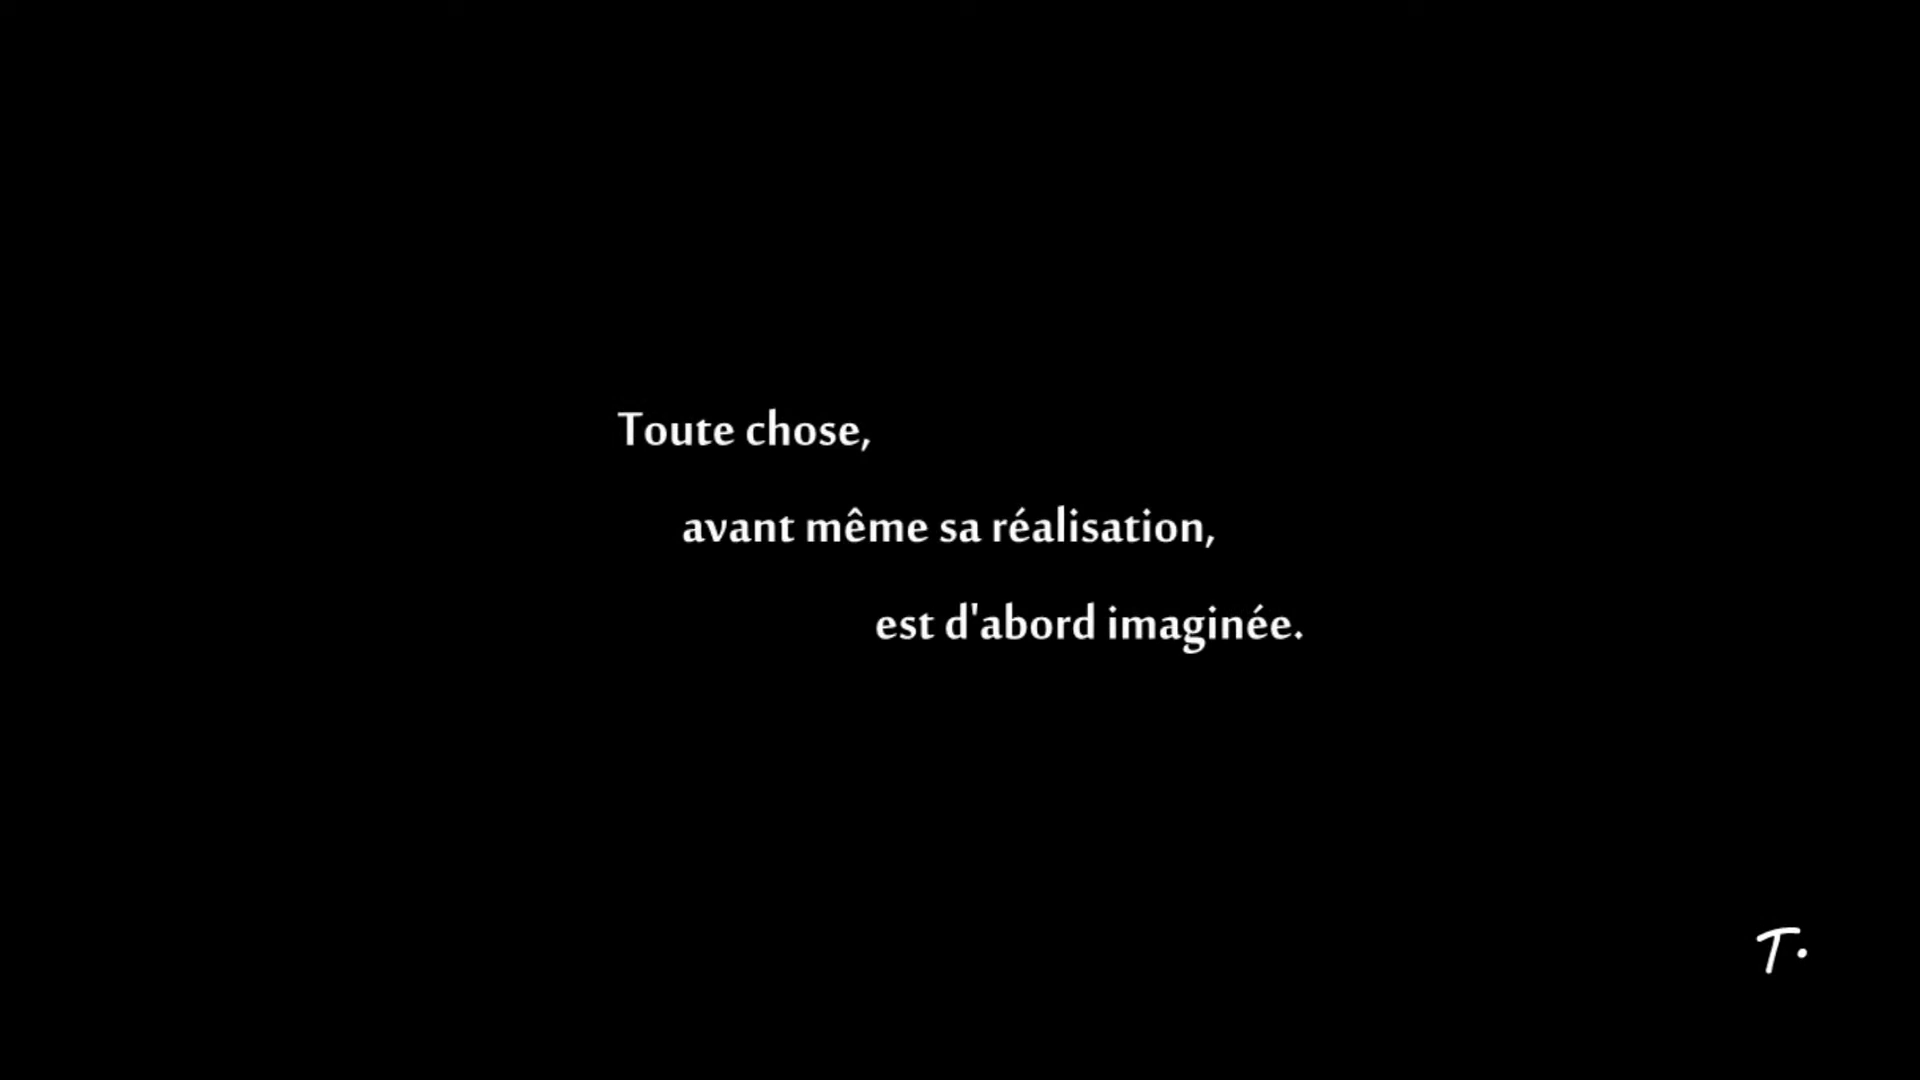 Toute chose,
avant même sa réalisation,
est d'abord imaginée.
T.